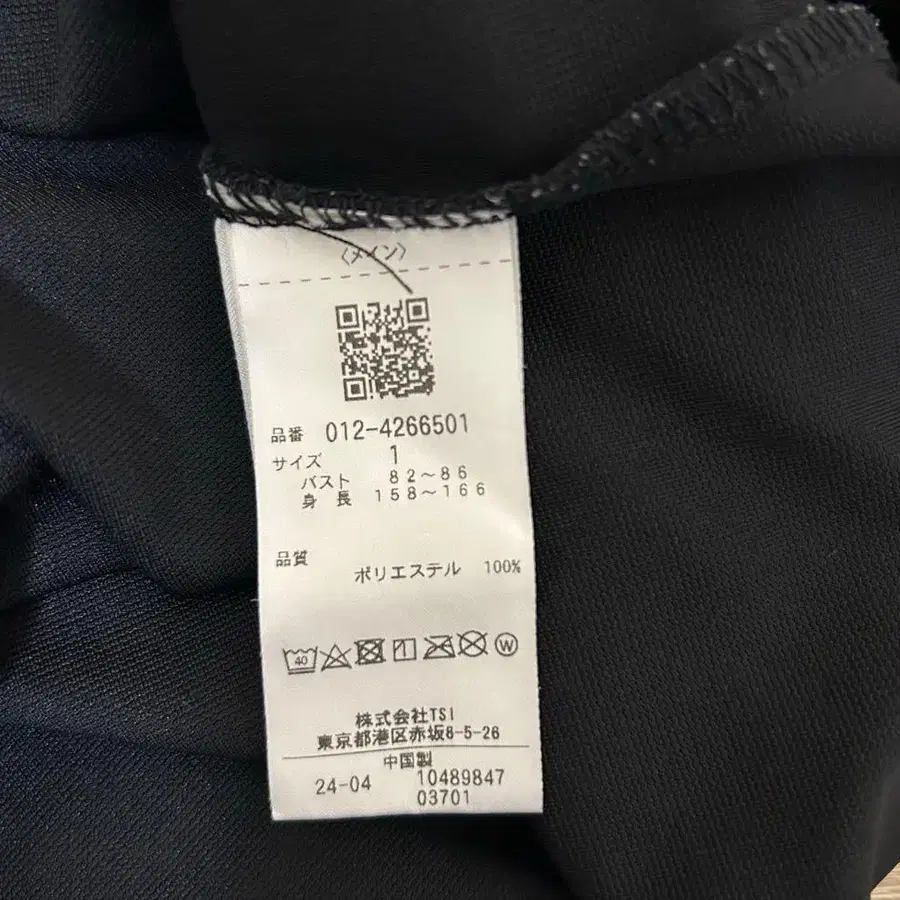 〈メイン〉
品番 012-4266501
サイズ 1
バスト 82～86
身長 158～166
品質
ポリエステル 100%
40
W
株式会社TSI
東京都港区赤坂8-5-26
中国製
24-04 10489847
03701